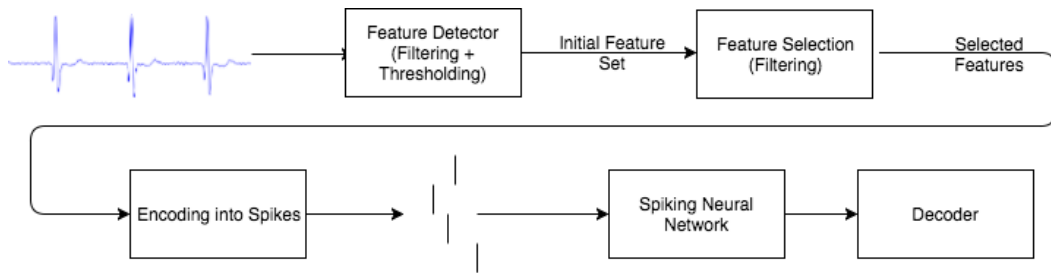 Feature Detector
(Filtering +
Thresholding)
Initial Feature
Set
Feature Selection
(Filtering)
Selected
Features
Encoding into Spikes
Spiking Neural
Network
Decoder